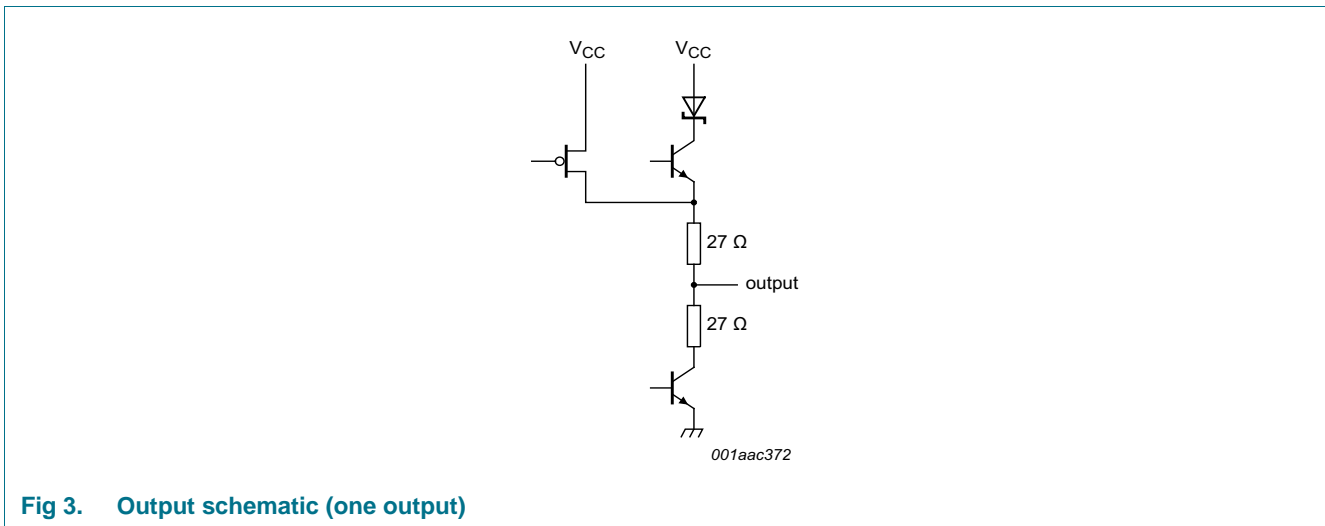 VCC VCC
27 Ω
output
27 Ω
001aac372
Fig 3. Output schematic (one output)